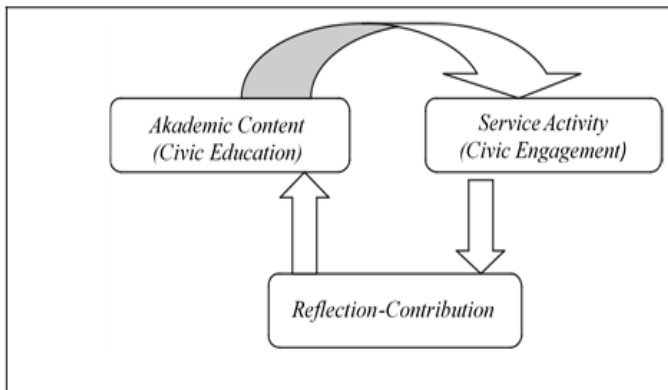 Akademic Content
(Civic Education)
Service Activity
(Civic Engagement)
Reflection-Contribution